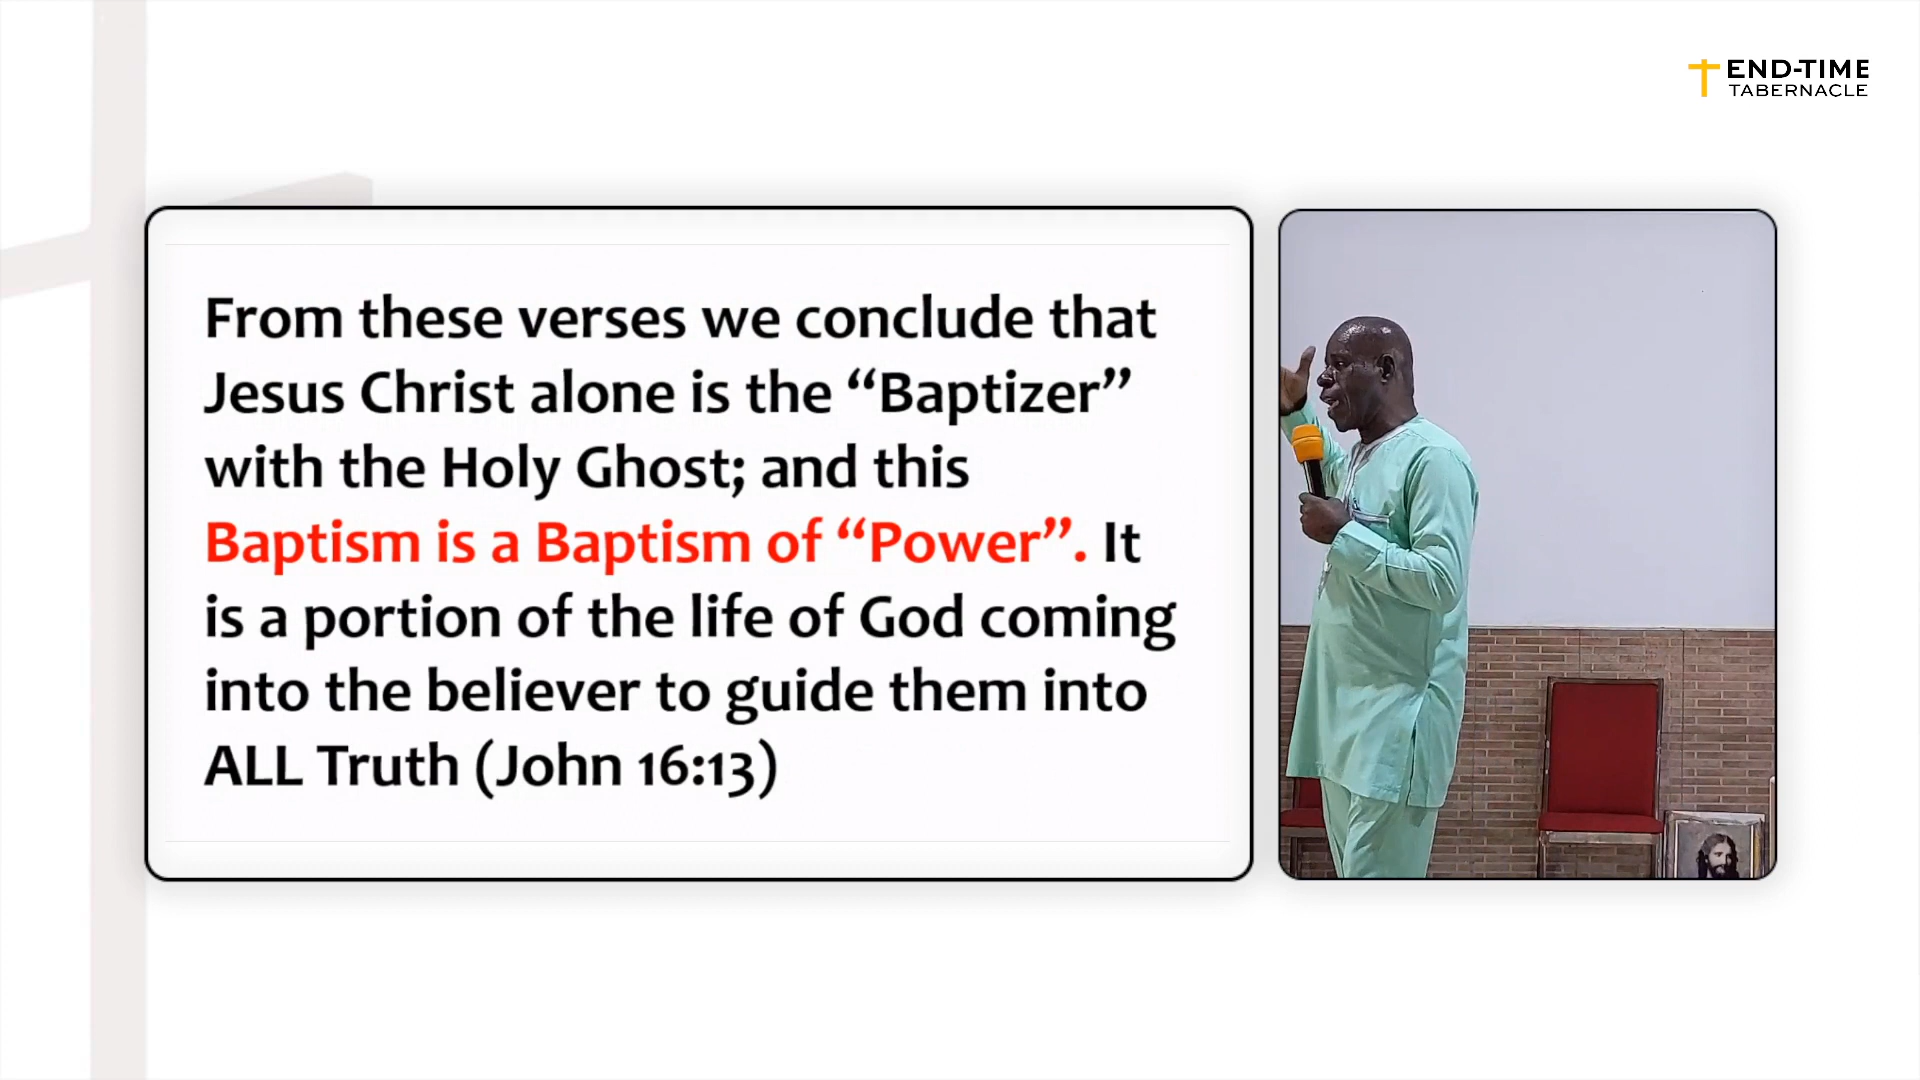 END-TIME
TABERNACLE
From these verses we conclude that
Jesus Christ alone is the “Baptizer”
with the Holy Ghost; and this
Baptism is a Baptism of “Power”. It
is a portion of the life of God coming
into the believer to guide them into
ALL Truth (John 16:13)